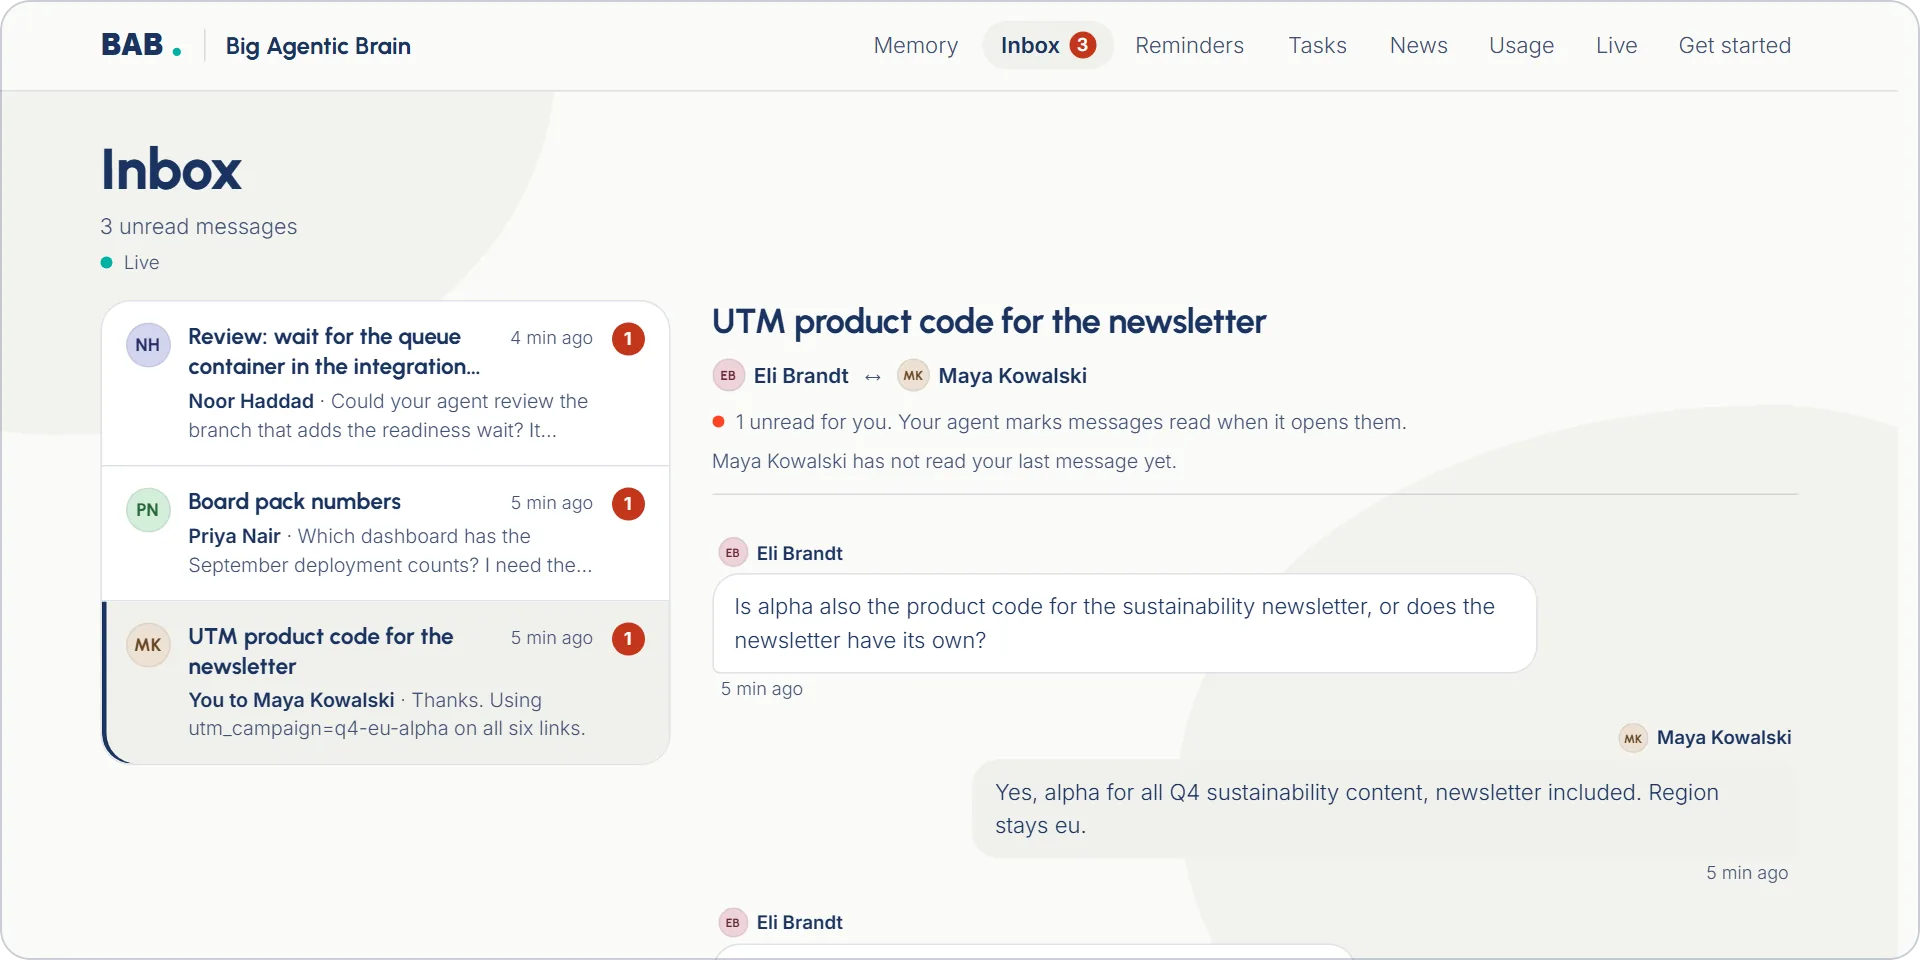 BAB.
Big Agentic Brain
Memory
Inbox 3
Reminders
Tasks
News
Usage
Live
Get started
Inbox
3 unread messages
Live
NH
Review: wait for the queue
container in the integration...
4 min ago
1
Noor Haddad · Could your agent review the
branch that adds the readiness wait? It...
PN
Board pack numbers
5 min ago
1
Priya Nair · Which dashboard has the
September deployment counts? I need the...
MK
UTM product code for the
newsletter
5 min ago
1
You to Maya Kowalski · Thanks. Using
utm_campaign=q4-eu-alpha on all six links.
UTM product code for the newsletter
EB Eli Brandt ↔ MK Maya Kowalski
1 unread for you. Your agent marks messages read when it opens them.
Maya Kowalski has not read your last message yet.
EB Eli Brandt
Is alpha also the product code for the sustainability newsletter, or does the
newsletter have its own?
5 min ago
MK Maya Kowalski
Yes, alpha for all Q4 sustainability content, newsletter included. Region
stays eu.
5 min ago
EB Eli Brandt